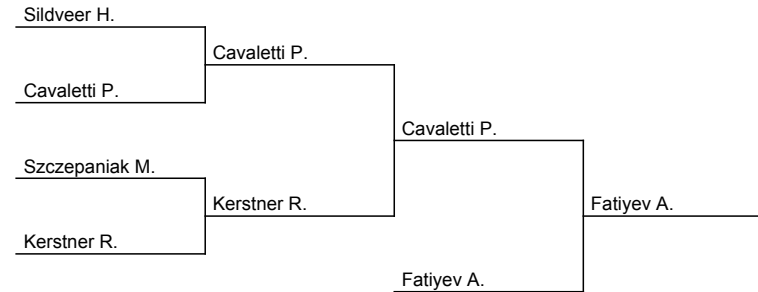 Sildveer H.
Cavaletti P.
Cavaletti P.
Cavaletti P.
Szczepaniak M.
Kerstner R.
Fatiyev A.
Kerstner R.
Fatiyev A.